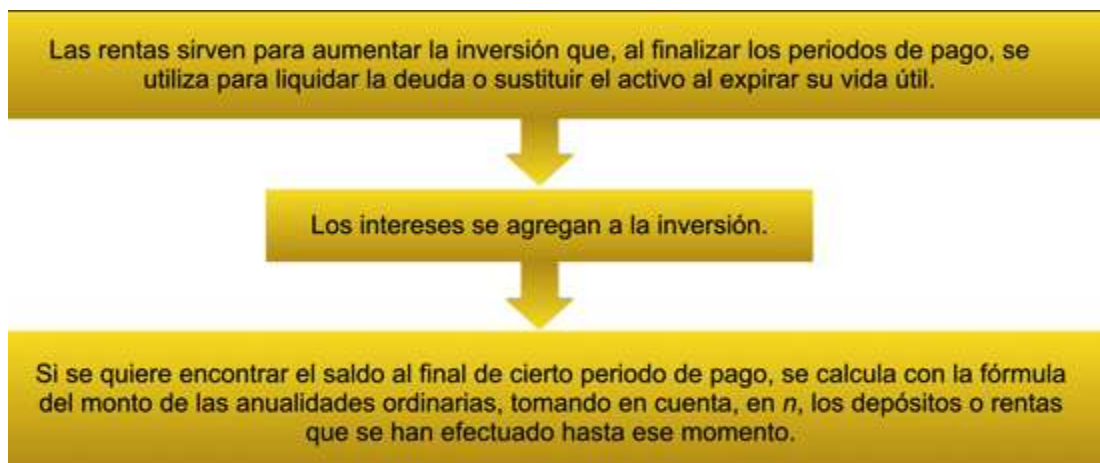 Las rentas sirven para aumentar la inversión que, al finalizar los periodos de pago, se
utiliza para liquidar la deuda o sustituir el activo al expirar su vida útil.
Los intereses se agregan a la inversión.
Si se quiere encontrar el saldo al final de cierto periodo de pago, se calcula con la fórmula
del monto de las anualidades ordinarias, tomando en cuenta, en n, los depósitos o rentas
que se han efectuado hasta ese momento.